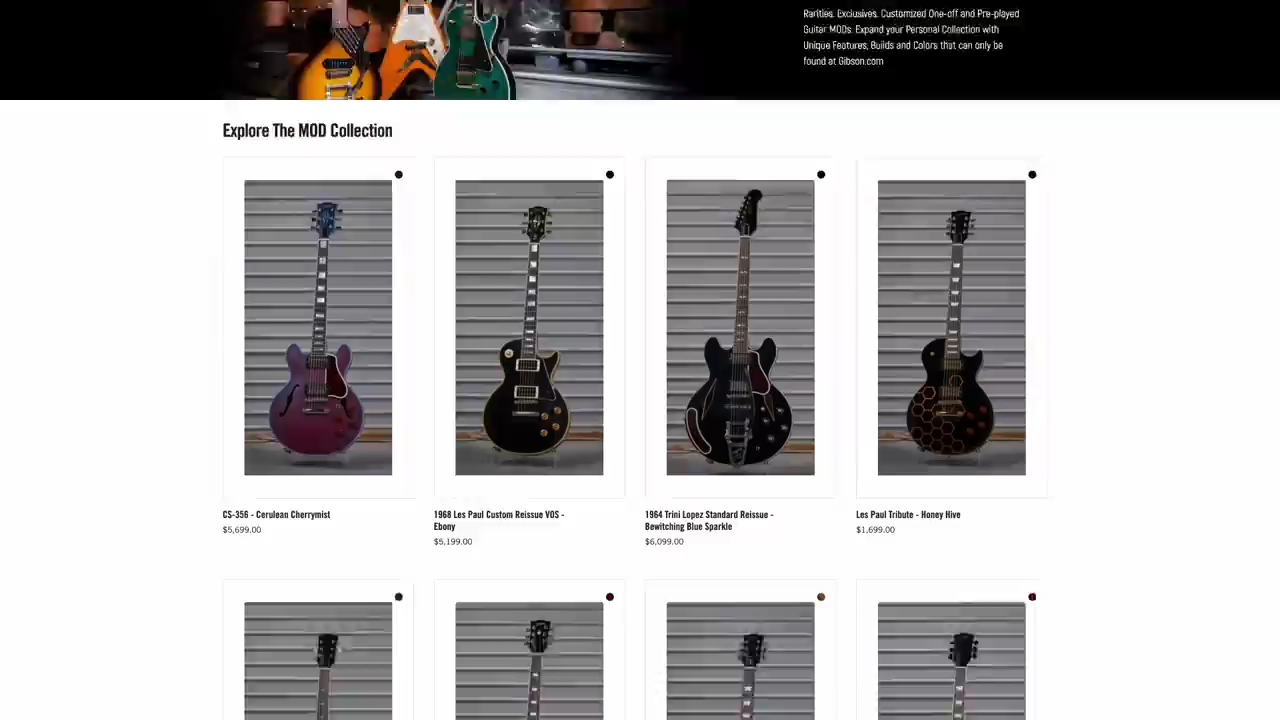 Rarities. Exclusives. Customized One-off and Pre-played
Guitar MODs. Expand your Personal Collection with
Unique Features, Builds and Colors that can only be
found at Gibson.com
Explore The MOD Collection
CS-356 - Cerulean Cherrymist
$5,699.00
1968 Les Paul Custom Reissue VOS -
Ebony
$5,199.00
1964 Trini Lopez Standard Reissue -
Bewitching Blue Sparkle
$6,099.00
Les Paul Tribute - Honey Hive
$1,699.00